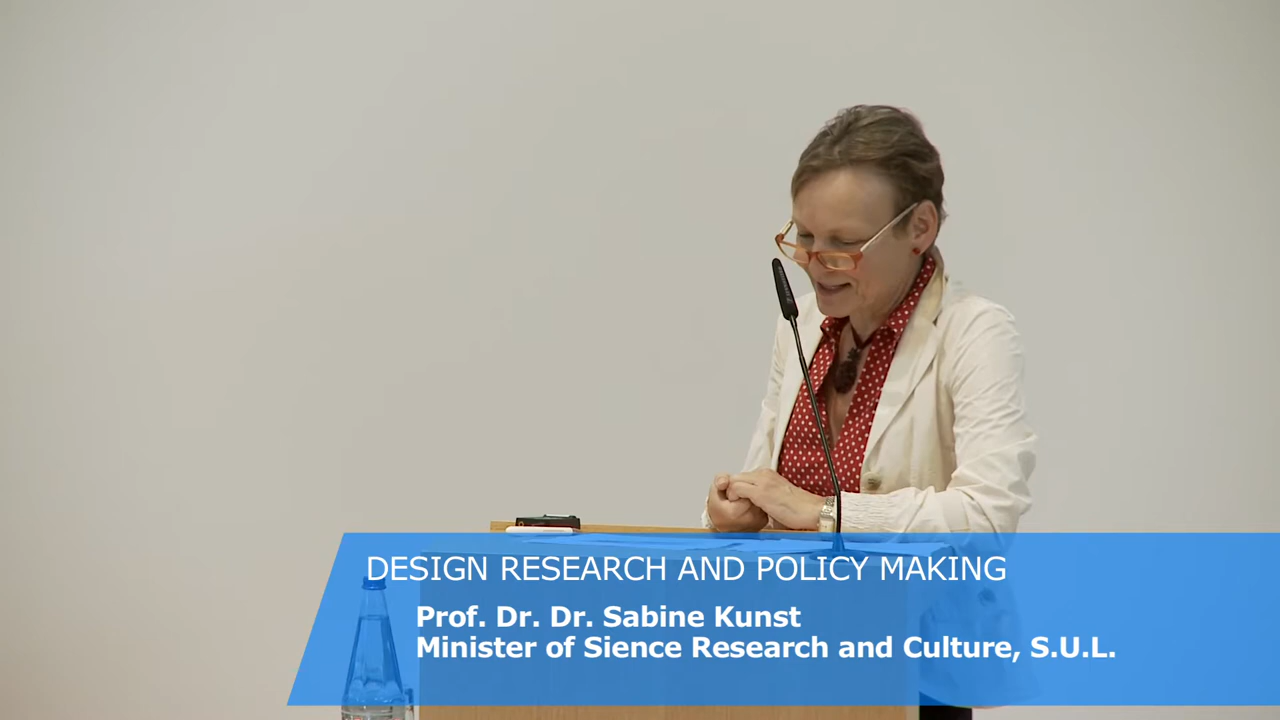 DESIGN RESEARCH AND POLICY MAKING
Prof. Dr. Dr. Sabine Kunst
Minister of Sience Research and Culture, S.U.L.